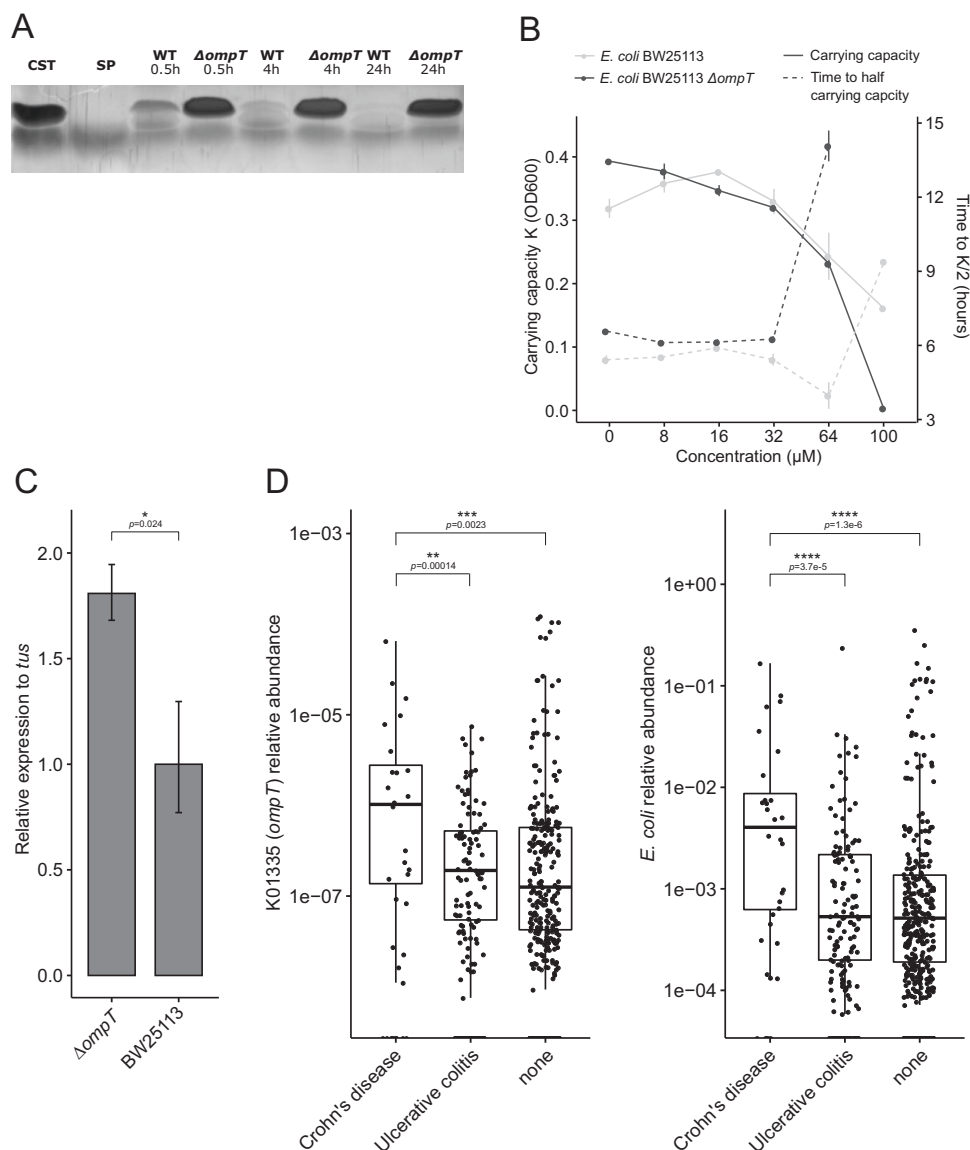 A
CST
SP
WT
0.5h
ΔompT
0.5h
WT
4h
ΔompT
4h
WT
24h
ΔompT
24h
B
E. coli BW25113
E. coli BW25113 ΔompT
Carrying capacity
Time to half
carrying capcity
Carrying capacity K (OD600)
0.4
0.3
0.2
0.1
0.0
15
12
9
6
3
Time to K/2 (hours)
0 8 16 32 64 100
Concentration (µM)
C
*
p=0.024
Relative expression to tus
2.0
1.5
1.0
0.5
0.0
ΔompT
BW25113
D
***
p=0.0023
**
p=0.00014
K01335 (ompT) relative abundance
1e−03
1e−05
1e−07
Crohn's disease
Ulcerative colitis
none
****
p=1.3e-6
****
p=3.7e-5
E. coli relative abundance
1e+00
1e−01
1e−02
1e−03
1e−04
Crohn's disease
Ulcerative colitis
none